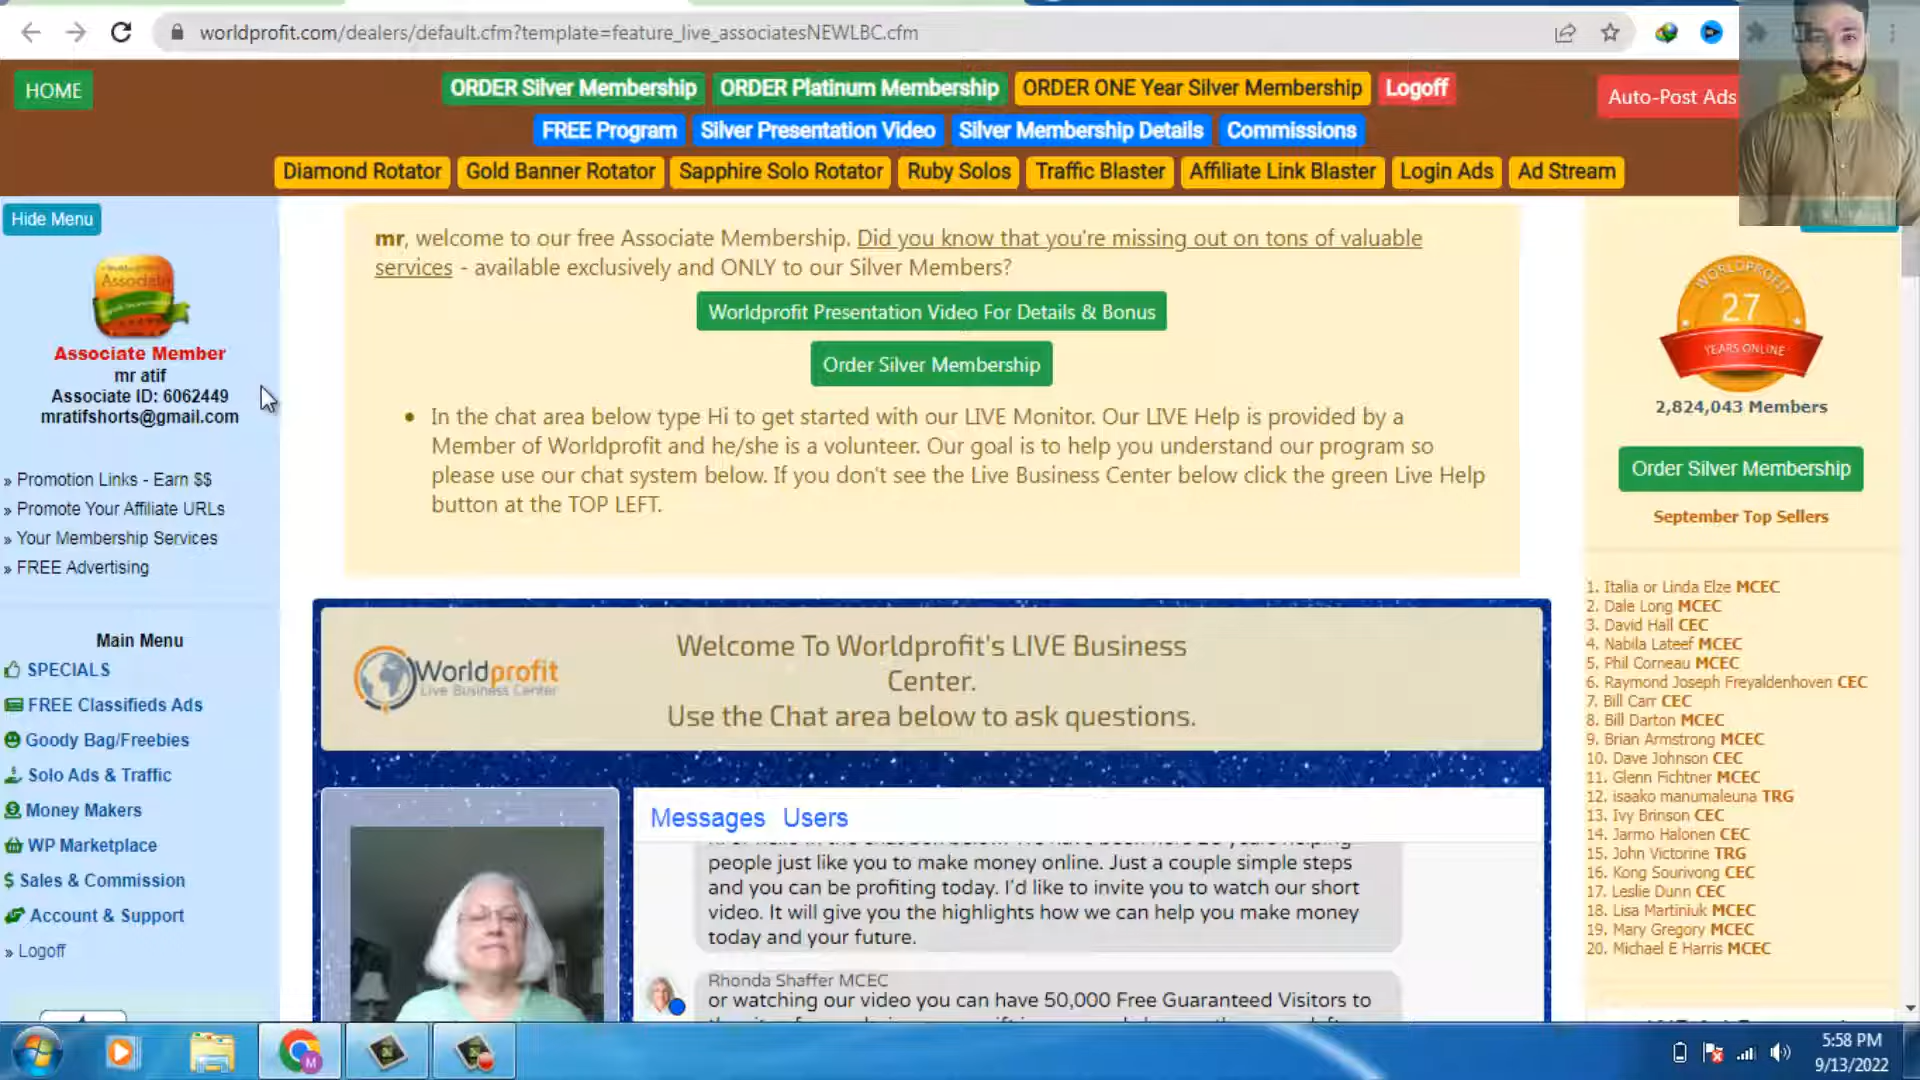 worldprofit.com/dealers/default.cfm?template=feature_live_associatesNEWLBC.cfm
HOME
ORDER Silver Membership
ORDER Platinum Membership
ORDER ONE Year Silver Membership
Logoff
Auto-Post Ads
FREE Program
Silver Presentation Video
Silver Membership Details
Commissions
Diamond Rotator
Gold Banner Rotator
Sapphire Solo Rotator
Ruby Solos
Traffic Blaster
Affiliate Link Blaster
Login Ads
Ad Stream
Hide Menu
Associate
Associate Member
mr atif
Associate ID: 6062449
mratifshorts@gmail.com
» Promotion Links - Earn $$
» Promote Your Affiliate URLs
» Your Membership Services
» FREE Advertising
Main Menu
SPECIALS
FREE Classifieds Ads
Goody Bag/Freebies
Solo Ads & Traffic
Money Makers
WP Marketplace
$ Sales & Commission
Account & Support
» Logoff
mr, welcome to our free Associate Membership. Did you know that you're missing out on tons of valuable
services - available exclusively and ONLY to our Silver Members?
Worldprofit Presentation Video For Details & Bonus
Order Silver Membership
• In the chat area below type Hi to get started with our LIVE Monitor. Our LIVE Help is provided by a
Member of Worldprofit and he/she is a volunteer. Our goal is to help you understand our program so
please use our chat system below. If you don't see the Live Business Center below click the green Live Help
button at the TOP LEFT.
Worldprofit
Live Business Center
Welcome To Worldprofit's LIVE Business
Center.
Use the Chat area below to ask questions.
Messages Users
people just like you to make money online. Just a couple simple steps
and you can be profiting today. I'd like to invite you to watch our short
video. It will give you the highlights how we can help you make money
today and your future.
Rhonda Shaffer MCEC
or watching our video you can have 50,000 Free Guaranteed Visitors to
WORLDPROFIT
27
YEARS ONLINE
2,824,043 Members
Order Silver Membership
September Top Sellers
1. Italia or Linda Elze MCEC
2. Dale Long MCEC
3. David Hall CEC
4. Nabila Lateef MCEC
5. Phil Corneau MCEC
6. Raymond Joseph Freyaldenhoven CEC
7. Bill Carr CEC
8. Bill Darton MCEC
9. Brian Armstrong MCEC
10. Dave Johnson CEC
11. Glenn Fichtner MCEC
12. isaako manumaleuna TRG
13. Ivy Brinson CEC
14. Jarmo Halonen CEC
15. John Victorine TRG
16. Kong Sourivong CEC
17. Leslie Dunn CEC
18. Lisa Martiniuk MCEC
19. Mary Gregory MCEC
20. Michael E Harris MCEC
M
5:58 PM
9/13/2022